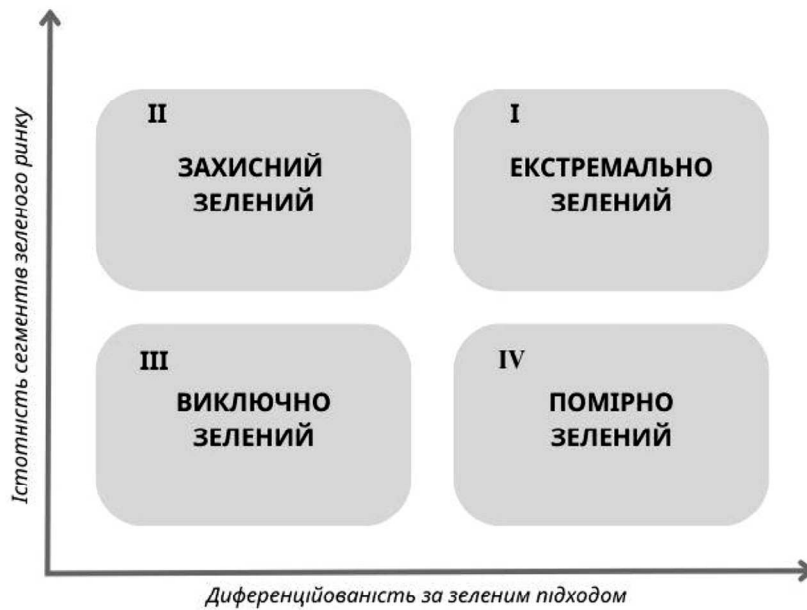 Істотність сегментів зеленого ринку
II
ЗАХИСНИЙ
ЗЕЛЕНИЙ
I
ЕКСТРЕМАЛЬНО
ЗЕЛЕНИЙ
III
ВИКЛЮЧНО
ЗЕЛЕНИЙ
IV
ПОМІРНО
ЗЕЛЕНИЙ
Диференційованість за зеленим підходом